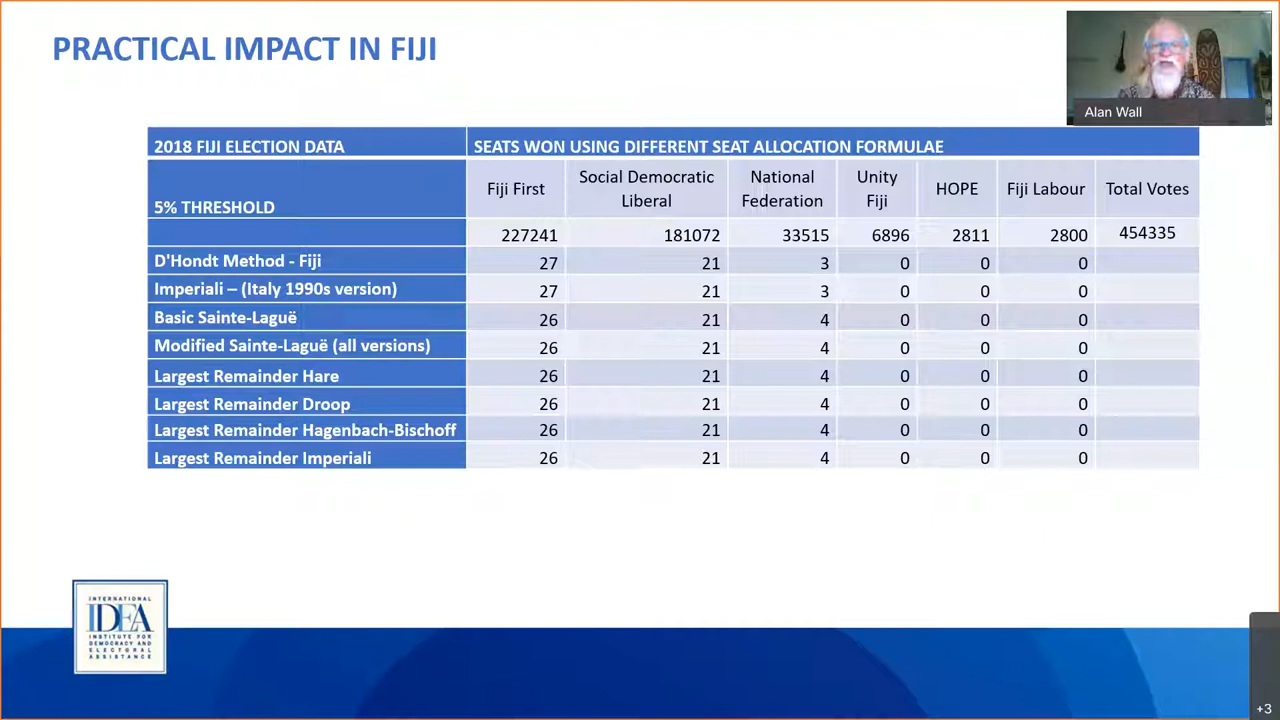 PRACTICAL IMPACT IN FIJI
Alan Wall
2018 FIJI ELECTION DATA SEATS WON USING DIFFERENT SEAT ALLOCATION FORMULAE
5% THRESHOLD Fiji First Social Democratic Liberal National Federation Unity Fiji HOPE Fiji Labour Total Votes
227241 181072 33515 6896 2811 2800 454335
D'Hondt Method - Fiji 27 21 3 0 0 0
Imperiali – (Italy 1990s version) 27 21 3 0 0 0
Basic Sainte-Laguë 26 21 4 0 0 0
Modified Sainte-Laguë (all versions) 26 21 4 0 0 0
Largest Remainder Hare 26 21 4 0 0 0
Largest Remainder Droop 26 21 4 0 0 0
Largest Remainder Hagenbach-Bischoff 26 21 4 0 0 0
Largest Remainder Imperiali 26 21 4 0 0 0
INTERNATIONAL
IDEA
INSTITUTE FOR
DEMOCRACY AND
ELECTORAL
ASSISTANCE
+3